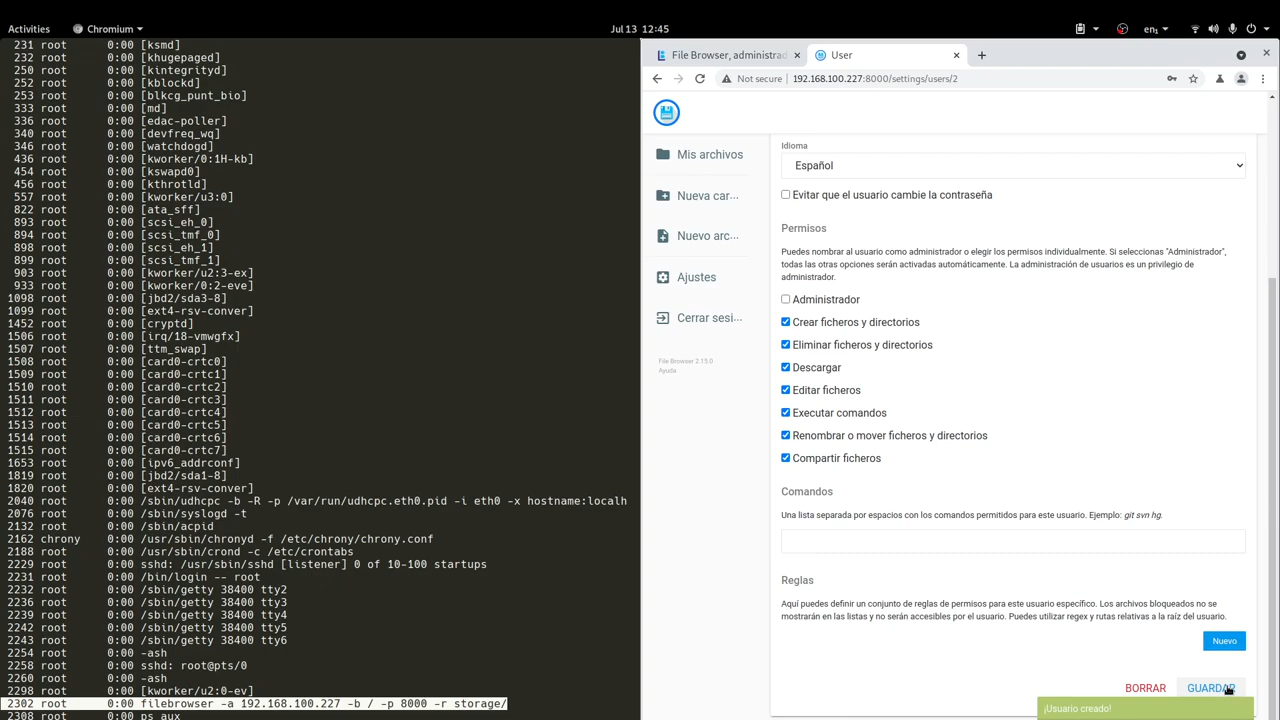 Activities
Chromium
Jul 13 12:45
en₁
231 root 0:00 [ksmd]
232 root 0:00 [khugepaged]
250 root 0:00 [kintegrityd]
252 root 0:00 [kblockd]
253 root 0:00 [blkcg_punt_bio]
333 root 0:00 [md]
336 root 0:00 [edac-poller]
340 root 0:00 [devfreq_wq]
346 root 0:00 [watchdogd]
436 root 0:00 [kworker/0:1H-kb]
454 root 0:00 [kswapd0]
456 root 0:00 [kthrotld]
557 root 0:00 [kworker/u3:0]
822 root 0:00 [ata_sff]
893 root 0:00 [scsi_eh_0]
894 root 0:00 [scsi_tmf_0]
898 root 0:00 [scsi_eh_1]
899 root 0:00 [scsi_tmf_1]
903 root 0:00 [kworker/u2:3-ex]
933 root 0:00 [kworker/0:2-eve]
1098 root 0:00 [jbd2/sda3-8]
1099 root 0:00 [ext4-rsv-conver]
1452 root 0:00 [cryptd]
1506 root 0:00 [irq/18-vmwgfx]
1507 root 0:00 [ttm_swap]
1508 root 0:00 [card0-crtc0]
1509 root 0:00 [card0-crtc1]
1510 root 0:00 [card0-crtc2]
1511 root 0:00 [card0-crtc3]
1512 root 0:00 [card0-crtc4]
1513 root 0:00 [card0-crtc5]
1514 root 0:00 [card0-crtc6]
1515 root 0:00 [card0-crtc7]
1653 root 0:00 [ipv6_addrconf]
1819 root 0:00 [jbd2/sda1-8]
1820 root 0:00 [ext4-rsv-conver]
2040 root 0:00 /sbin/udhcpc -b -R -p /var/run/udhcpc.eth0.pid -i eth0 -x hostname:localh
2076 root 0:00 /sbin/syslogd -t
2132 root 0:00 /sbin/acpid
2162 chrony 0:00 /usr/sbin/chronyd -f /etc/chrony/chrony.conf
2188 root 0:00 /usr/sbin/crond -c /etc/crontabs
2229 root 0:00 sshd: /usr/sbin/sshd [listener] 0 of 10-100 startups
2231 root 0:00 /bin/login -- root
2232 root 0:00 /sbin/getty 38400 tty2
2236 root 0:00 /sbin/getty 38400 tty3
2239 root 0:00 /sbin/getty 38400 tty4
2242 root 0:00 /sbin/getty 38400 tty5
2243 root 0:00 /sbin/getty 38400 tty6
2254 root 0:00 -ash
2258 root 0:00 sshd: root@pts/0
2260 root 0:00 -ash
2298 root 0:00 [kworker/u2:0-ev]
2302 root 0:00 filebrowser -a 192.168.100.227 -b / -p 8000 -r storage/
2308 root 0:00 ps aux
File Browser, administrad
User
Not secure
192.168.100.227:8000/settings/users/2
Mis archivos
Nueva car...
Nuevo arc...
Ajustes
Cerrar sesi...
File Browser 2.15.0
Ayuda
Idioma
Español
Evitar que el usuario cambie la contraseña
Permisos
Puedes nombrar al usuario como administrador o elegir los permisos individualmente. Si seleccionas "Administrador",
todas las otras opciones serán activadas automáticamente. La administración de usuarios es un privilegio de
administrador.
Administrador
Crear ficheros y directorios
Eliminar ficheros y directorios
Descargar
Editar ficheros
Executar comandos
Renombrar o mover ficheros y directorios
Compartir ficheros
Comandos
Una lista separada por espacios con los comandos permitidos para este usuario. Ejemplo: git svn hg.
Reglas
Aquí puedes definir un conjunto de reglas de permisos para este usuario específico. Los archivos bloqueados no se
mostrarán en las listas y no serán accesibles por el usuario. Puedes utilizar regex y rutas relativas a la raíz del usuario.
Nuevo
BORRAR
GUARDAR
¡Usuario creado!